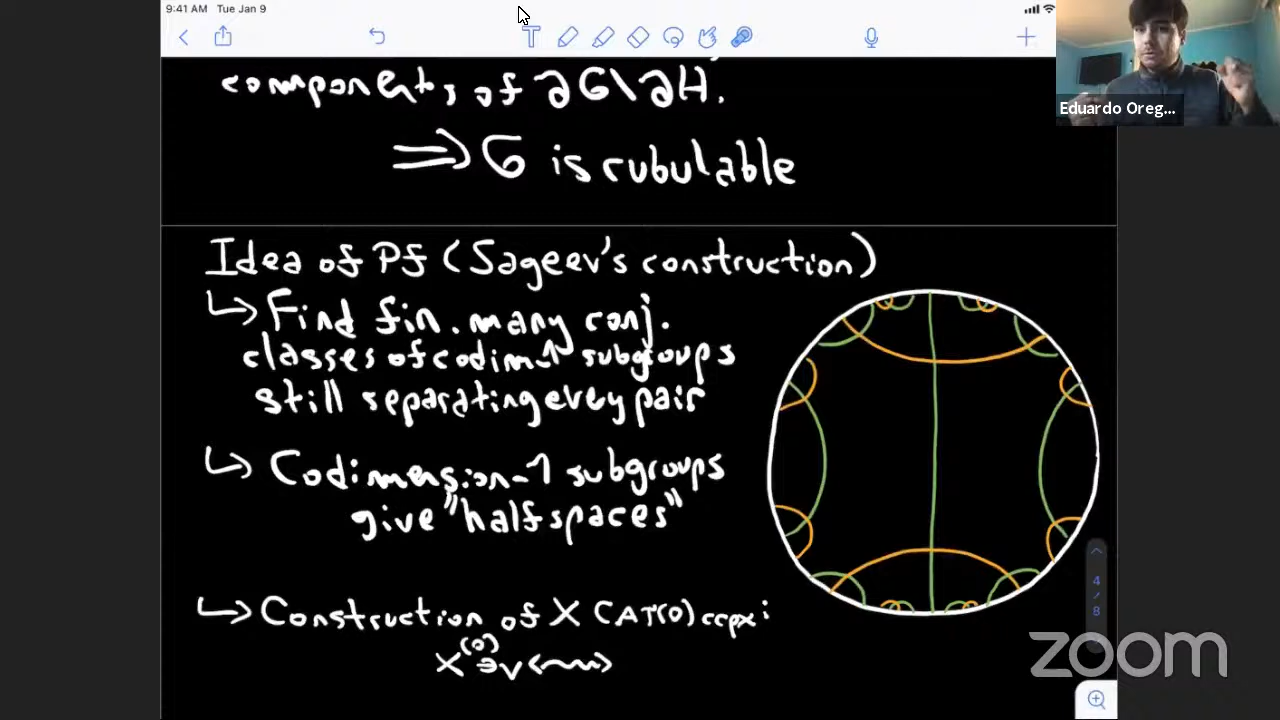 9:41 AM Tue Jan 9
components of ∂G\∂H.
⟹ G is cubulable
Idea of Pf (Sageev's construction)
↳ Find fin. many conj.
classes of codim-1 subgroups
still separating every pair
↳ Codimension-1 subgroups
give "halfspaces"
↳ Construction of X CAT(0) ccpx:
X^(0) ∋ v <~~>
Eduardo Oreg...
4
/
8
zoom